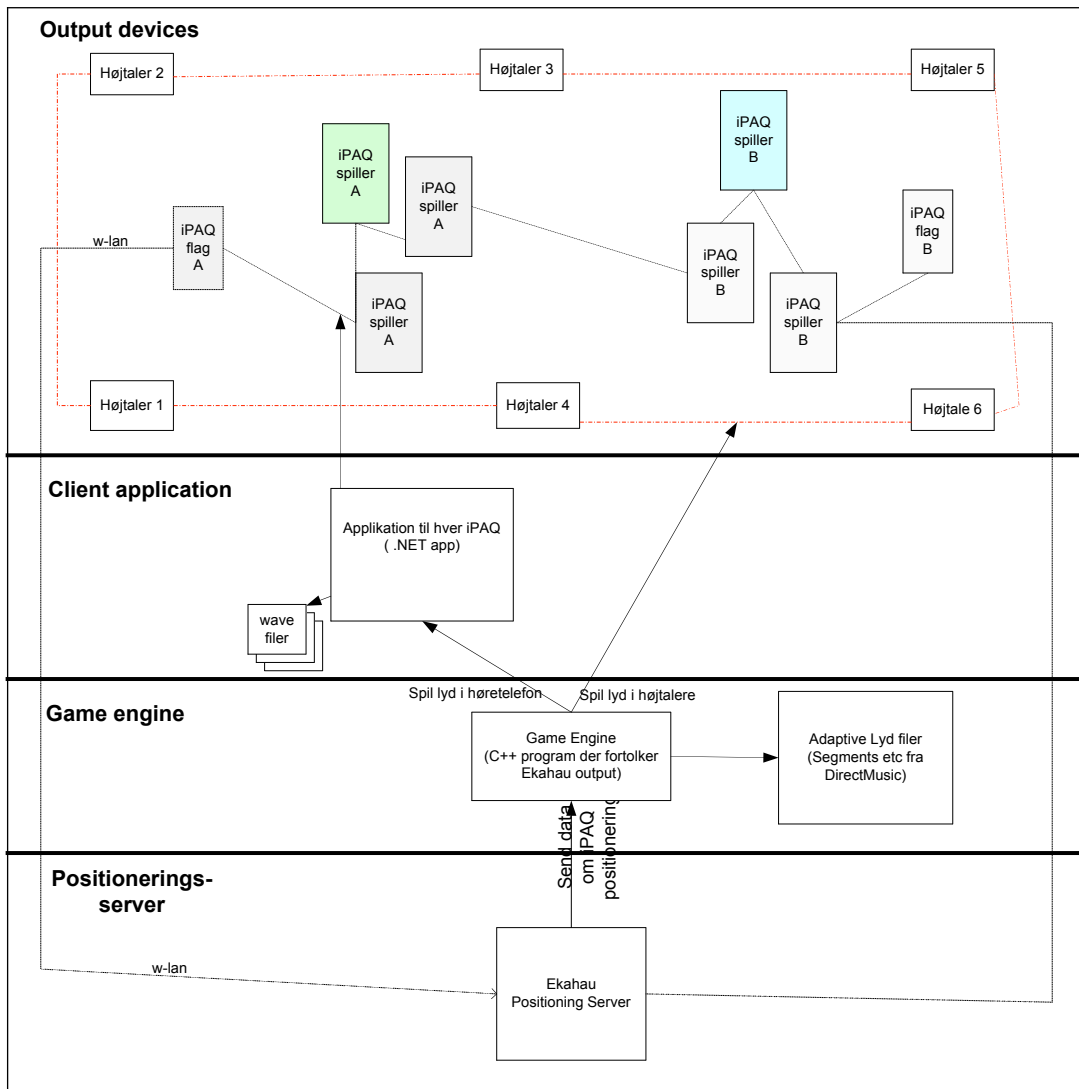 Output devices
Højtaler 2
Højtaler 3
Højtaler 5
iPAQ
spiller
A
iPAQ
spiller
A
iPAQ
spiller
B
iPAQ
flag
A
w-lan
iPAQ
spiller
A
iPAQ
spiller
B
iPAQ
spiller
B
iPAQ
flag
B
Højtaler 1
Højtaler 4
Højtale 6
Client application
Applikation til hver iPAQ
( .NET app)
wave
filer
Spil lyd i høretelefon
Spil lyd i højtalere
Game engine
Game Engine
(C++ program der fortolker
Ekahau output)
Adaptive Lyd filer
(Segments etc fra
DirectMusic)
Send data
om iPAQ
positionering
Positionerings-
server
w-lan
Ekahau
Positioning Server